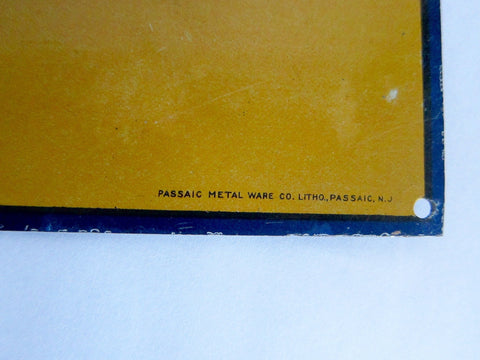 PASSAIC METAL WARE CO. LITHO., PASSAIC, N.J